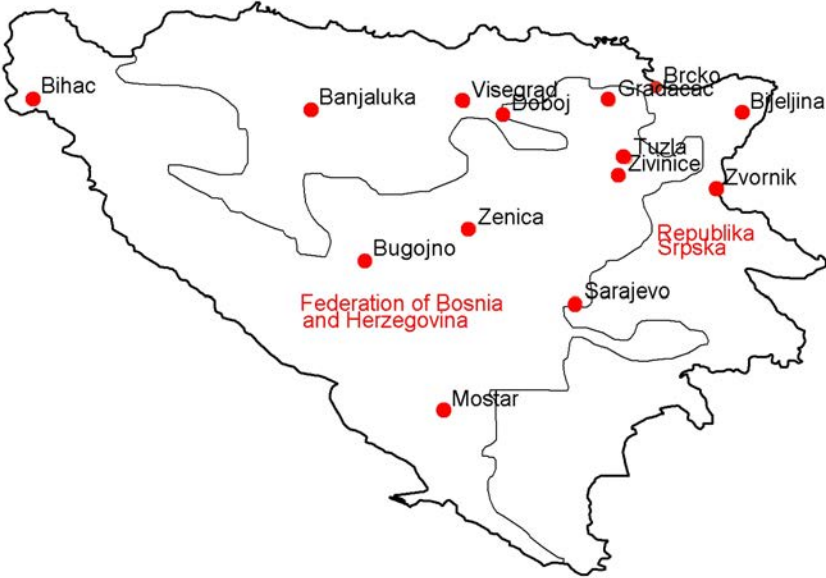 Brcko
Bihac
Banjaluka
Visegrad
Gradacac
Doboj
Bijeljina
Tuzla
Zivinice
Zvornik
Zenica
Republika
Srpska
Bugojno
Sarajevo
Federation of Bosnia
and Herzegovina
Mostar